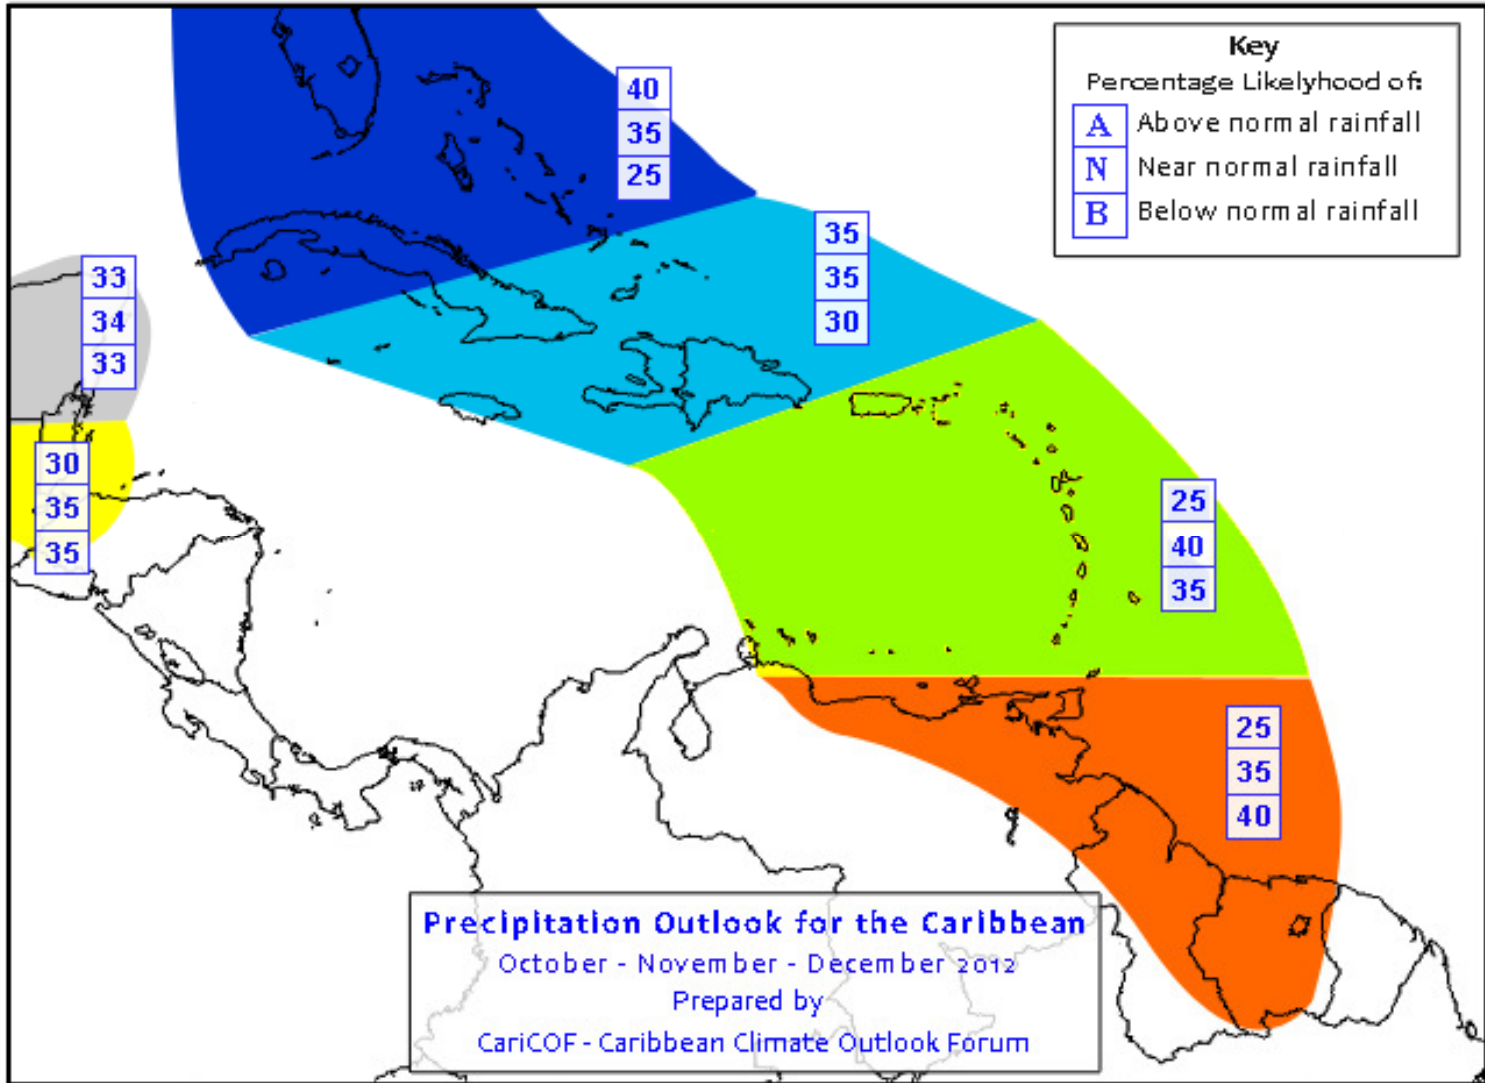 Key
Percentage Likelyhood of:
A Above normal rainfall
N Near normal rainfall
B Below normal rainfall
40
35
25
35
35
30
33
34
33
30
35
35
25
40
35
25
35
40
Precipitation Outlook for the Caribbean
October - November - December 2012
Prepared by
CariCOF - Caribbean Climate Outlook Forum